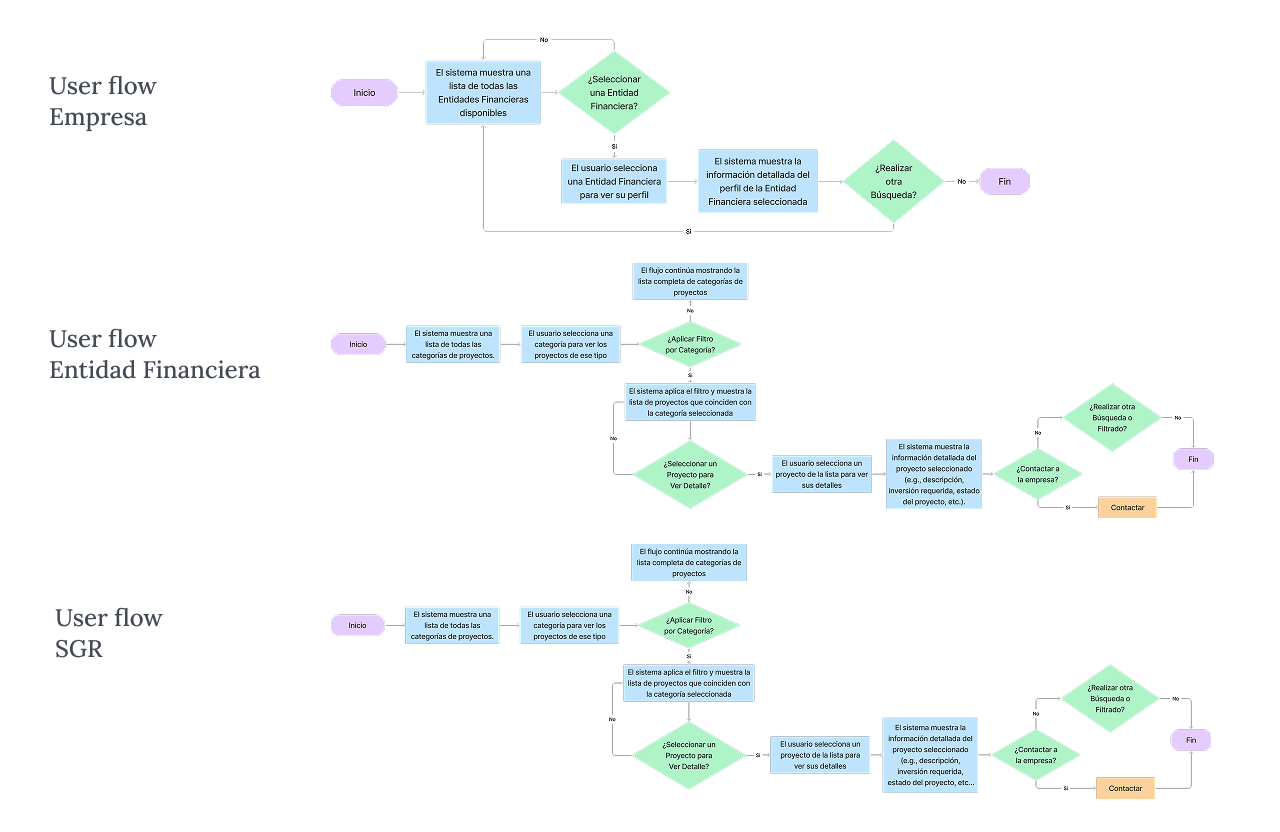 User flow
Empresa
Inicio
El sistema muestra una
lista de todas las
Entidades Financieras
disponibles
No
¿Seleccionar
una Entidad
Financiera?
Si
El usuario selecciona
una Entidad Financiera
para ver su perfil
El sistema muestra la
información detallada del
perfil de la Entidad
Financiera seleccionada
¿Realizar
otra
Búsqueda?
No
Fin
Si
User flow
Entidad Financiera
Inicio
El sistema muestra una
lista de todas las
categorías de proyectos.
El usuario selecciona una
categoría para ver los
proyectos de ese tipo
¿Aplicar Filtro
por Categoría?
No
El flujo continúa mostrando la
lista completa de categorías de
proyectos
Si
El sistema aplica el filtro y muestra la
lista de proyectos que coinciden con
la categoría seleccionada
No
¿Seleccionar un
Proyecto para
Ver Detalle?
Si
El usuario selecciona un
proyecto de la lista para ver
sus detalles
El sistema muestra la
información detallada del
proyecto seleccionado
(e.g., descripción,
inversión requerida, estado
del proyecto, etc.).
¿Contactar a
la empresa?
No
¿Realizar otra
Búsqueda o
Filtrado?
No
Fin
Si
Contactar
User flow
SGR
Inicio
El sistema muestra una
lista de todas las
categorías de proyectos.
El usuario selecciona una
categoría para ver los
proyectos de ese tipo
¿Aplicar Filtro
por Categoría?
No
El flujo continúa mostrando la
lista completa de categorías de
proyectos
Si
El sistema aplica el filtro y muestra la
lista de proyectos que coinciden con
la categoría seleccionada
No
¿Seleccionar un
Proyecto para
Ver Detalle?
Si
El usuario selecciona un
proyecto de la lista para
ver sus detalles
El sistema muestra la
información detallada del
proyecto seleccionado
(e.g., descripción,
inversión requerida,
estado del proyecto, etc...
¿Contactar a
la empresa?
No
¿Realizar otra
Búsqueda o
Filtrado?
No
Fin
Si
Contactar